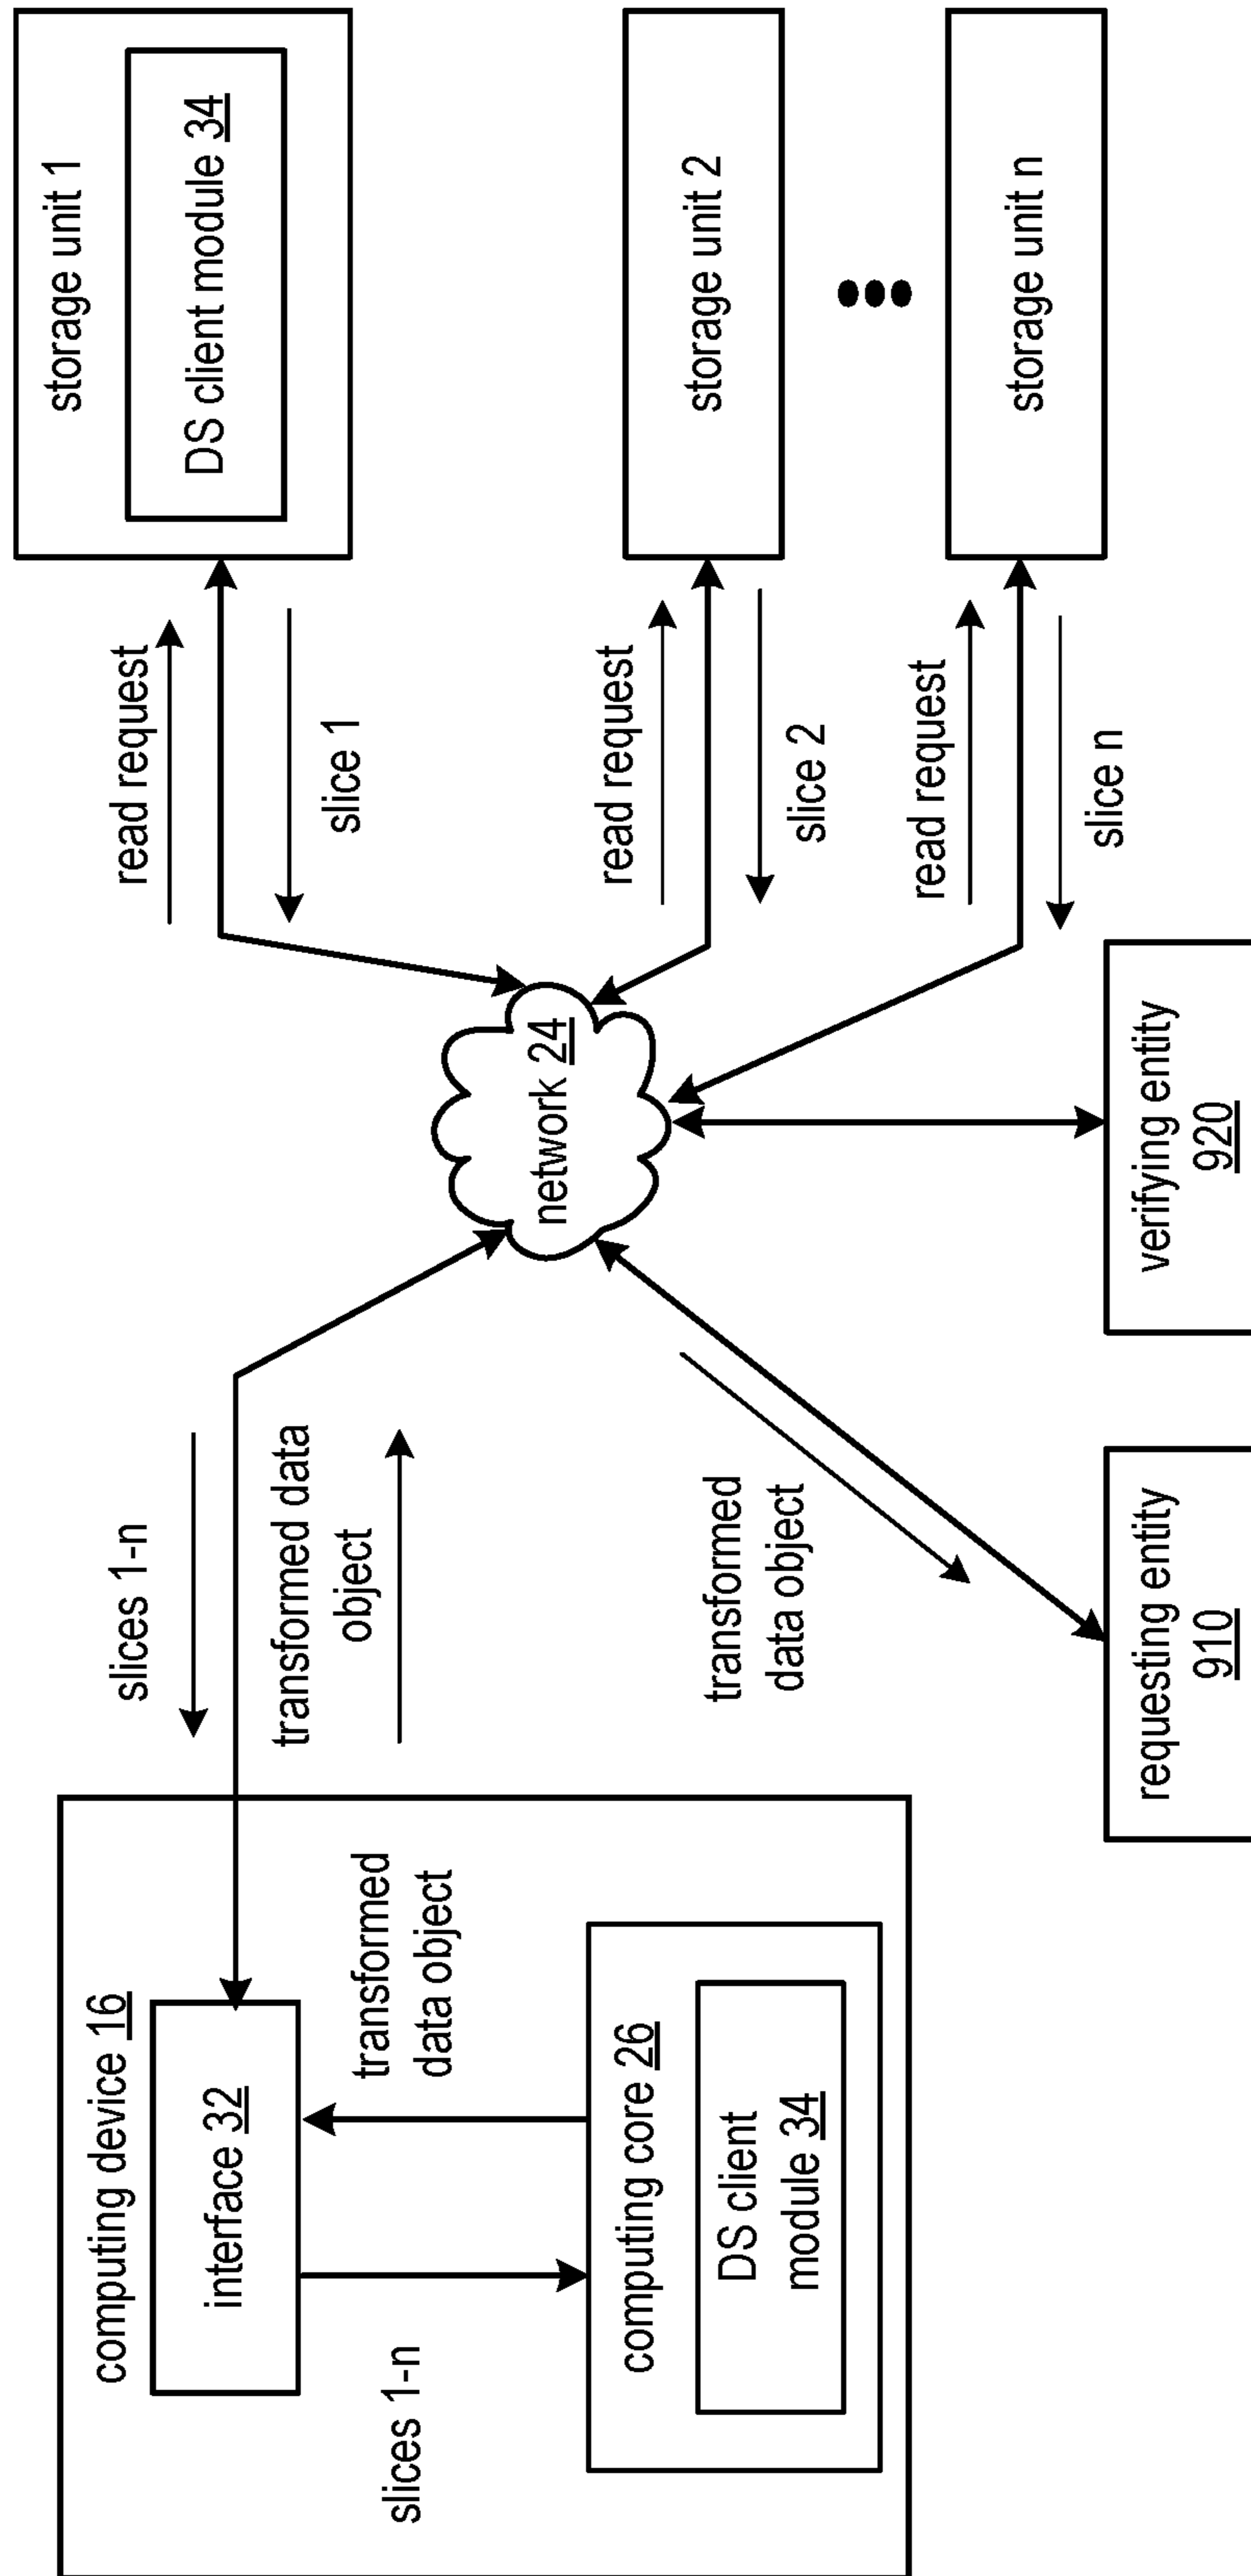 computing device 16
interface 32
slices 1-n
transformed
data object
computing core 26
DS client
module 34
slices 1-n
transformed data
object
network 24
transformed
data object
requesting entity
910
verifying entity
920
read request
slice 1
read request
slice 2
read request
slice n
storage unit 1
DS client module 34
storage unit 2
storage unit n